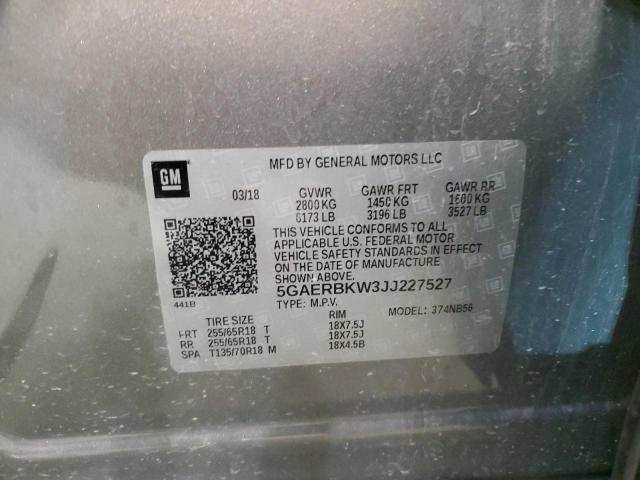 GM
MFD BY GENERAL MOTORS LLC
03/18 GVWR GAWR FRT GAWR RR
2800 KG 1450 KG 1600 KG
6173 LB 3196 LB 3527 LB
THIS VEHICLE CONFORMS TO ALL
APPLICABLE U.S. FEDERAL MOTOR
VEHICLE SAFETY STANDARDS IN EFFECT
ON THE DATE OF MANUFACTURE
SHOWN ABOVE.
5GAERBKW3JJ227527
441B
TYPE: M.P.V. MODEL: 374NB56
TIRE SIZE RIM
FRT 255/65R18 T 18X7.5J
RR 255/65R18 T 18X7.5J
SPA T135/70R18 M 18X4.5B